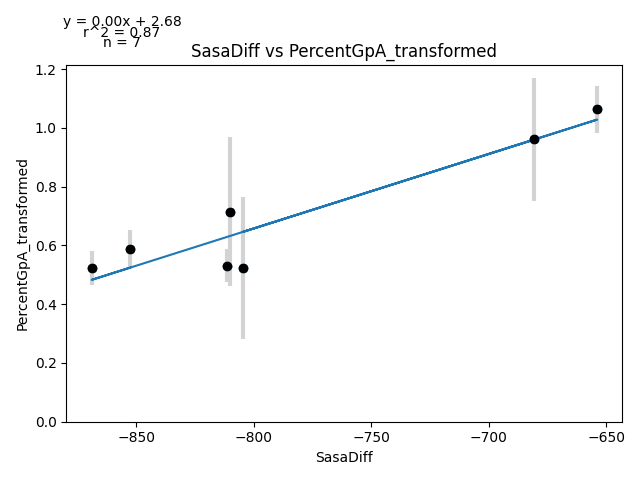 y = 0.00x + 2.68
r^2 = 0.87
n = 7
SasaDiff vs PercentGpA_transformed
1.2
1.0
0.8
0.6
0.4
0.2
0.0
PercentGpA_transformed
−850
−800
−750
−700
−650
SasaDiff